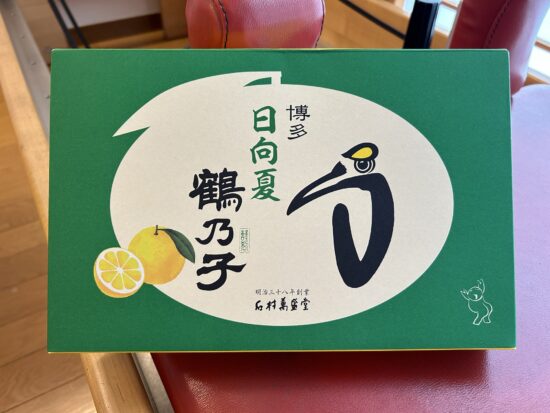 博多
日向夏
鶴乃子
明治三十八年創業
石村萬盛堂